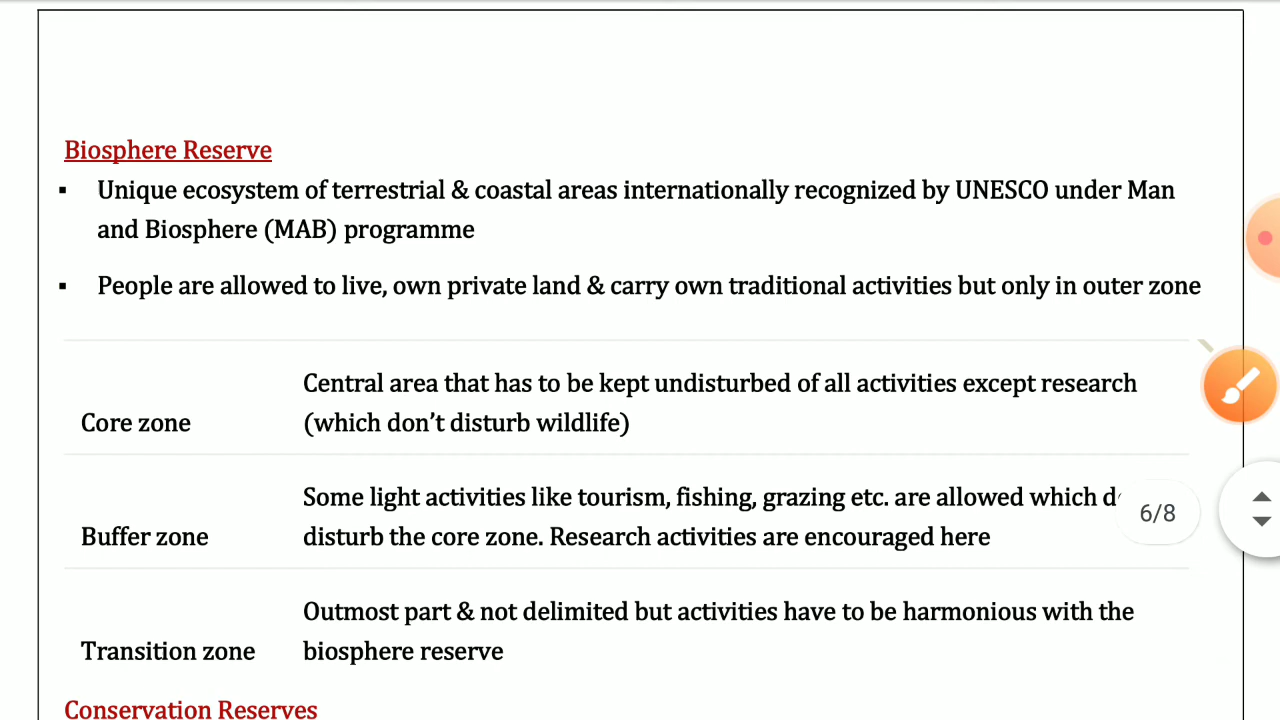 Biosphere Reserve
▪ Unique ecosystem of terrestrial & coastal areas internationally recognized by UNESCO under Man
and Biosphere (MAB) programme
▪ People are allowed to live, own private land & carry own traditional activities but only in outer zone
Central area that has to be kept undisturbed of all activities except research
Core zone (which don’t disturb wildlife)
Some light activities like tourism, fishing, grazing etc. are allowed which
6/8
Buffer zone disturb the core zone. Research activities are encouraged here
Outmost part & not delimited but activities have to be harmonious with the
Transition zone biosphere reserve
Conservation Reserves